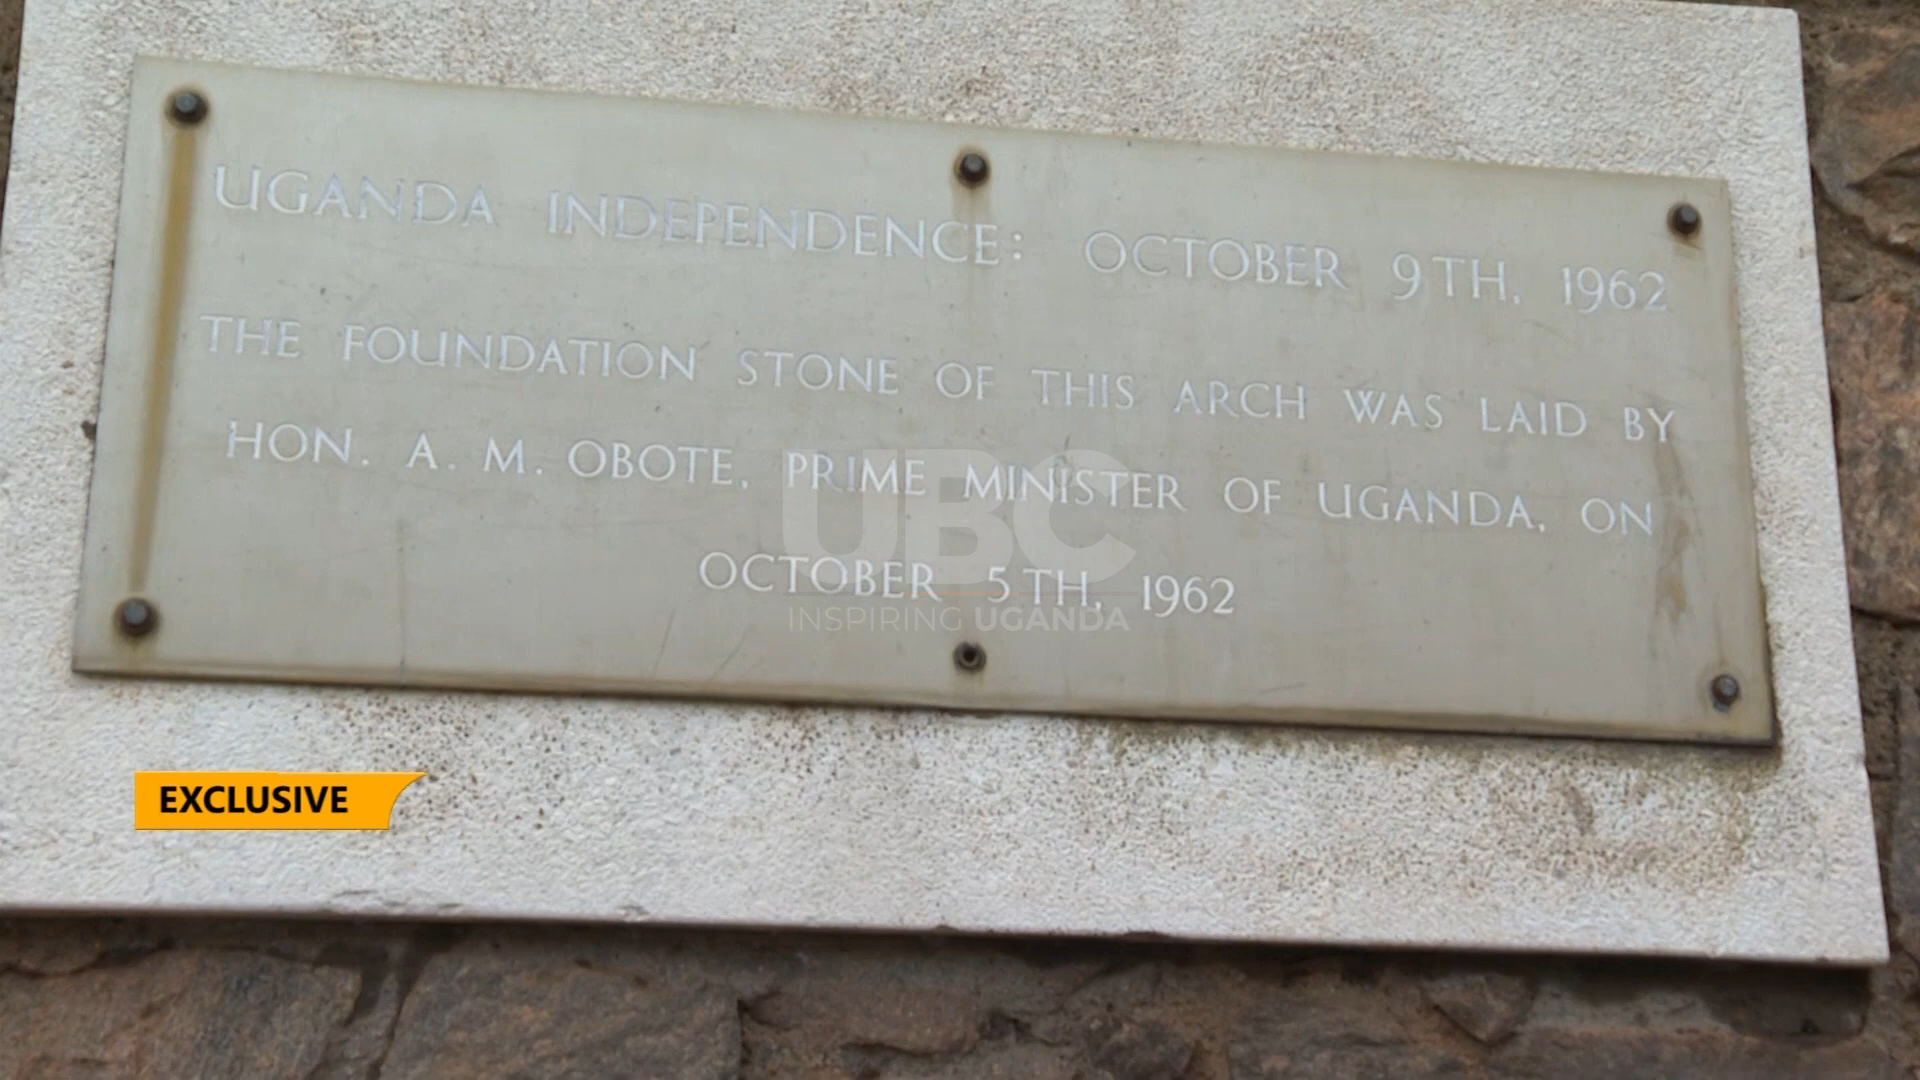 UGANDA INDEPENDENCE: OCTOBER 9TH, 1962
THE FOUNDATION STONE OF THIS ARCH WAS LAID BY
HON. A. M. OBOTE, PRIME MINISTER OF UGANDA, ON
OCTOBER 5TH, 1962
UBC
INSPIRING UGANDA
EXCLUSIVE